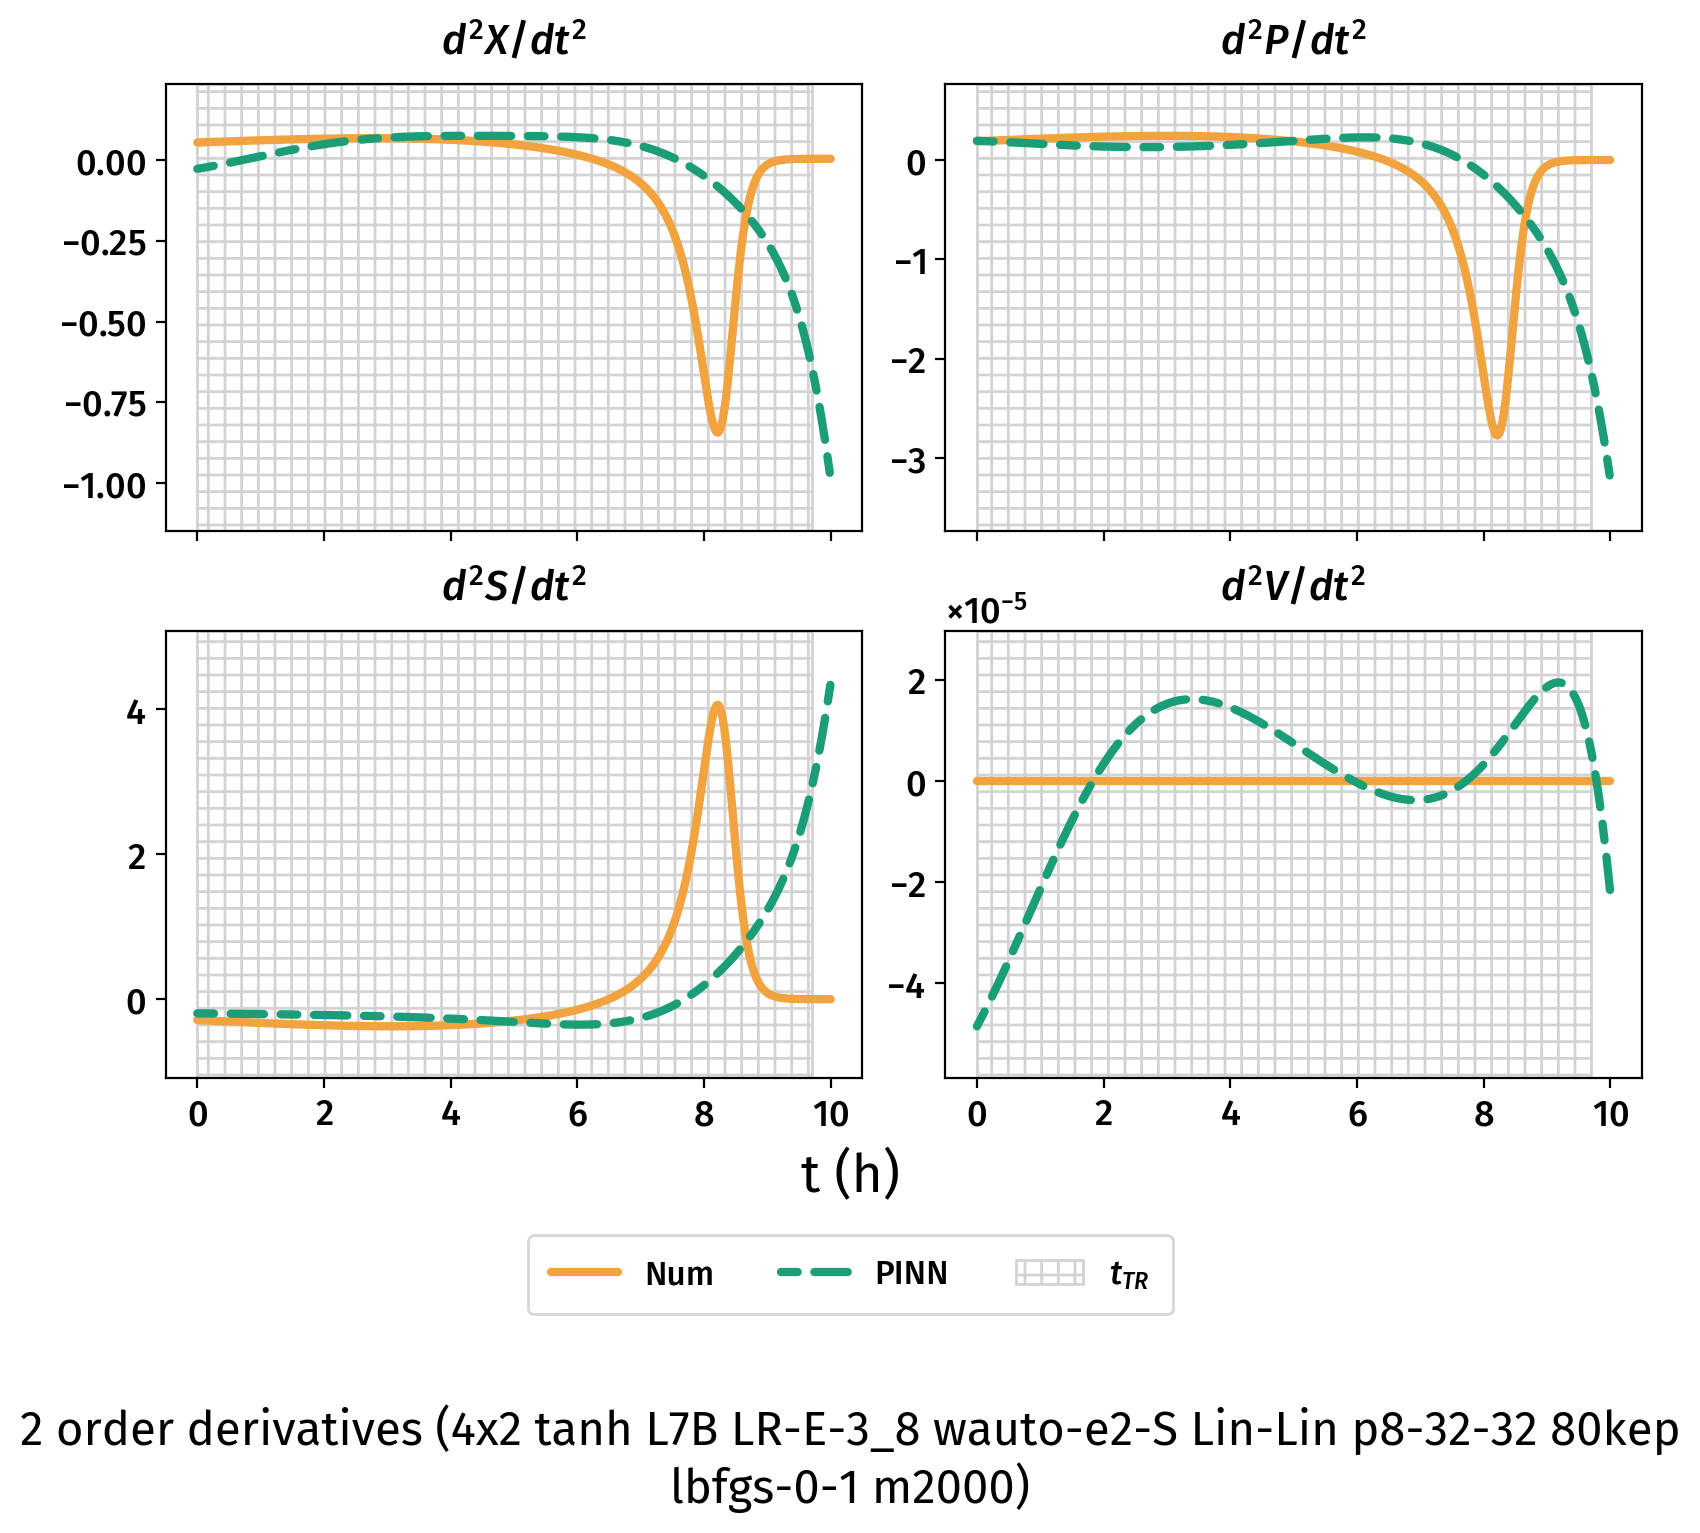 d²X/dt²
d²P/dt²
0.00
−0.25
−0.50
−0.75
−1.00
0
−1
−2
−3
d²S/dt²
d²V/dt²
×10⁻⁵
4
2
0
2
0
−2
−4
0 2 4 6 8 10
0 2 4 6 8 10
t (h)
Num PINN t_TR
2 order derivatives (4x2 tanh L7B LR-E-3_8 wauto-e2-S Lin-Lin p8-32-32 80kep
lbfgs-0-1 m2000)